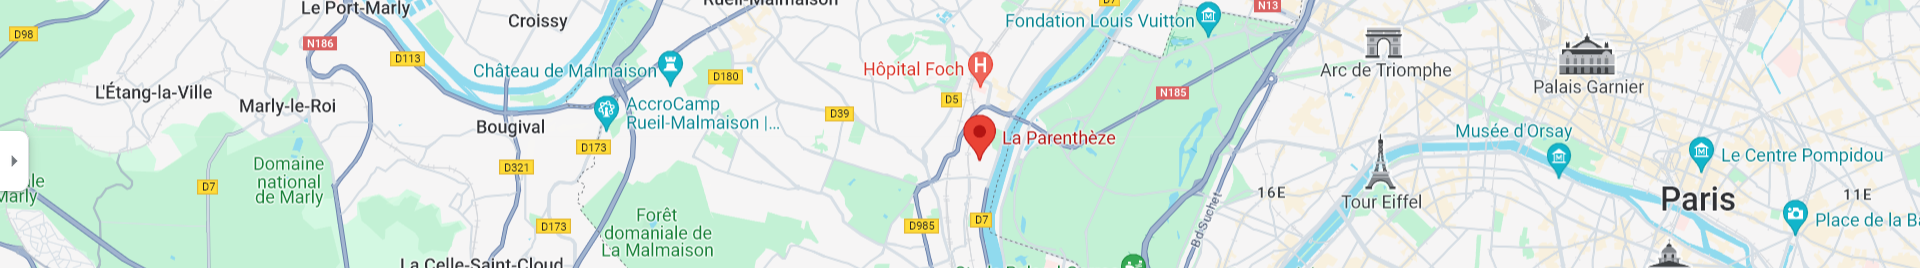 Le Port-Marly
Rueil-Malmaison
D7
N13
D98
Croissy
Fondation Louis Vuitton
N186
D113
Château de Malmaison
D180
Hôpital Foch
Arc de Triomphe
Palais Garnier
L'Étang-la-Ville
Marly-le-Roi
AccroCamp
Rueil-Malmaison |...
D39
D5
N185
Bougival
D173
La Parenthèze
Musée d'Orsay
Le Centre Pompidou
Domaine
national
de Marly
D7
D321
Marly
16E
Tour Eiffel
Paris
11E
Forêt
domaniale de
La Malmaison
D173
D985
D7
Bd Suchet
Place de la Ba
La Celle-Saint-Cloud